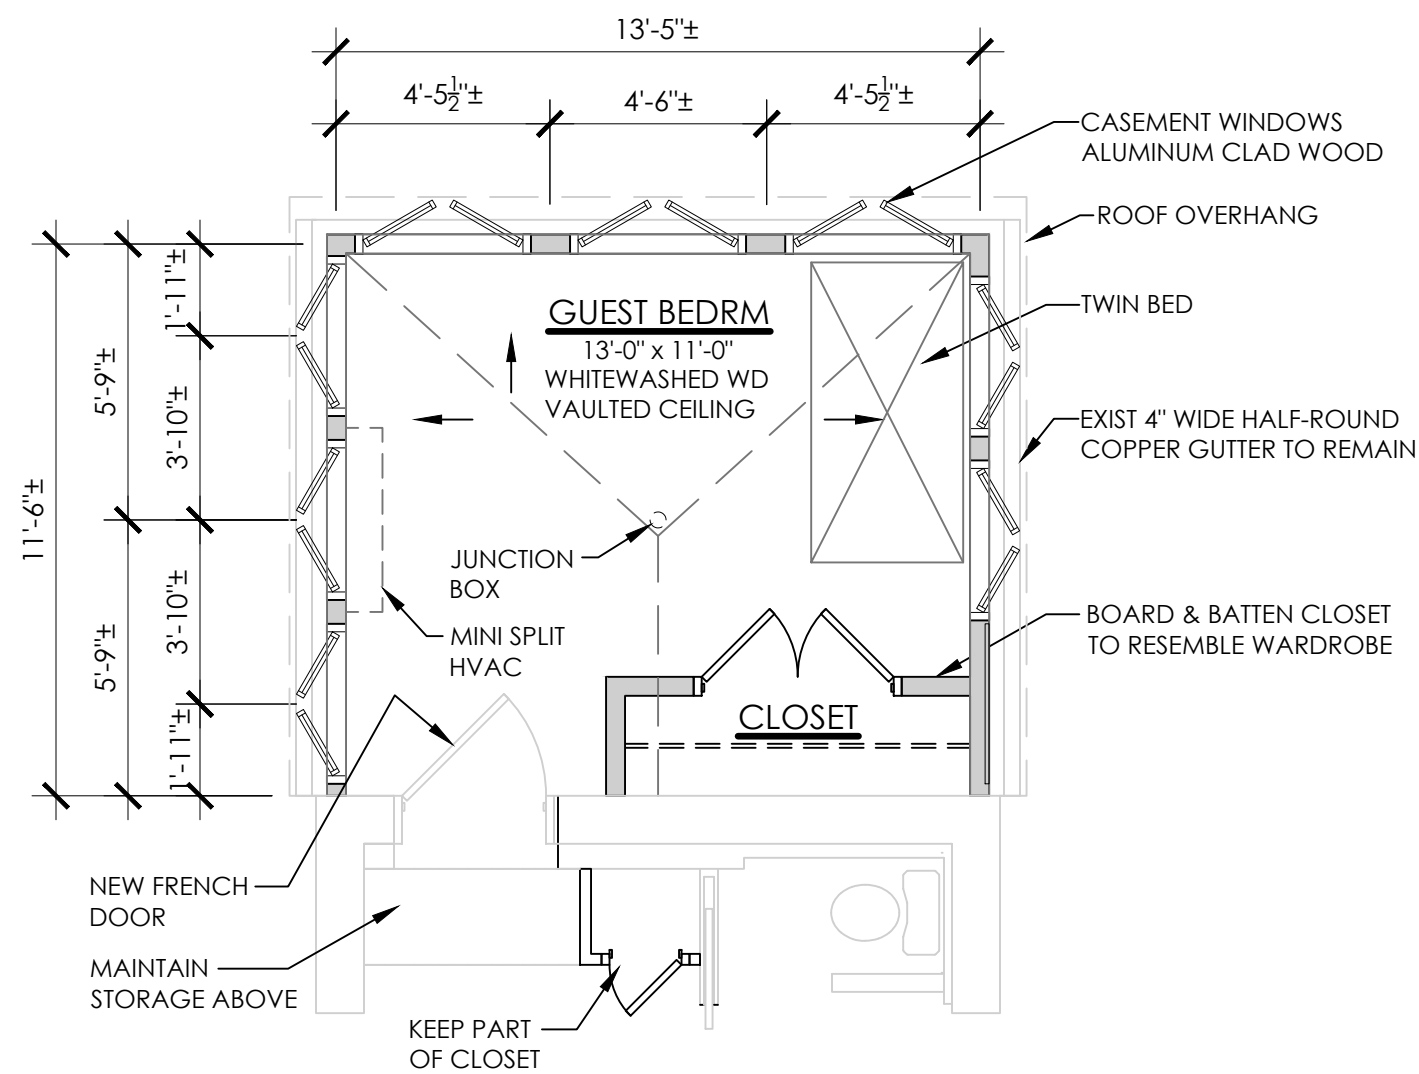 13'-5"±
4'-5½"±
4'-6"±
4'-5½"±
CASEMENT WINDOWS
ALUMINUM CLAD WOOD
ROOF OVERHANG
1'-11"±
5'-9"±
3'-10"±
11'-6"±
3'-10"±
5'-9"±
1'-11"±
GUEST BEDRM
13'-0" x 11'-0"
WHITEWASHED WD
VAULTED CEILING
TWIN BED
EXIST 4" WIDE HALF-ROUND
COPPER GUTTER TO REMAIN
JUNCTION
BOX
MINI SPLIT
HVAC
BOARD & BATTEN CLOSET
TO RESEMBLE WARDROBE
CLOSET
NEW FRENCH
DOOR
MAINTAIN
STORAGE ABOVE
KEEP PART
OF CLOSET